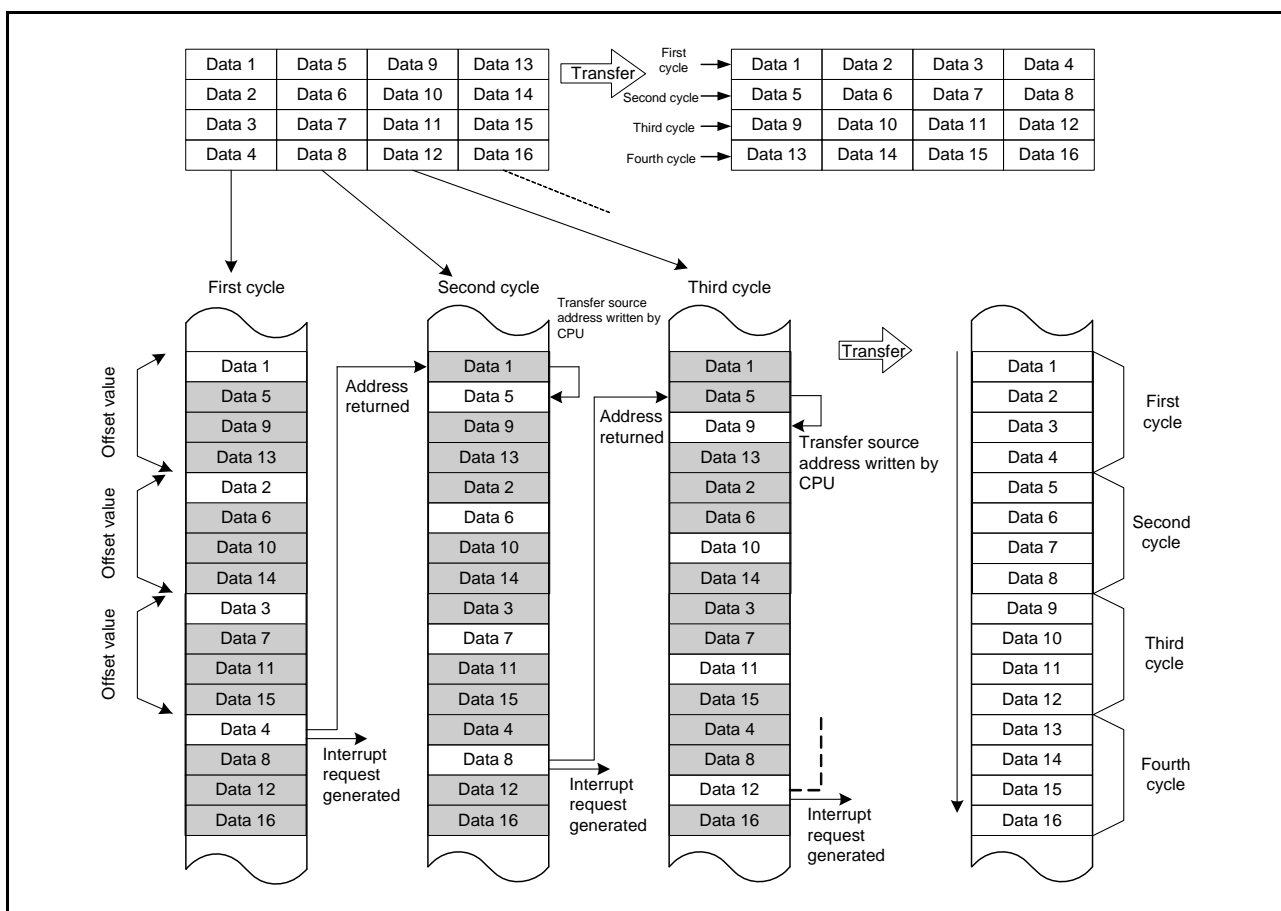 Data 1 Data 5 Data 9 Data 13
Data 2 Data 6 Data 10 Data 14
Data 3 Data 7 Data 11 Data 15
Data 4 Data 8 Data 12 Data 16
Transfer
First
cycle
Data 1 Data 2 Data 3 Data 4
Second cycle
Data 5 Data 6 Data 7 Data 8
Third cycle
Data 9 Data 10 Data 11 Data 12
Fourth cycle
Data 13 Data 14 Data 15 Data 16
First cycle
Offset value
Offset value
Offset value
Data 1
Data 5
Data 9
Data 13
Data 2
Data 6
Data 10
Data 14
Data 3
Data 7
Data 11
Data 15
Data 4
Data 8
Data 12
Data 16
Address
returned
Interrupt
request
generated
Second cycle
Transfer source
address written by
CPU
Data 1
Data 5
Data 9
Data 13
Data 2
Data 6
Data 10
Data 14
Data 3
Data 7
Data 11
Data 15
Data 4
Data 8
Data 12
Data 16
Address
returned
Interrupt
request
generated
Third cycle
Data 1
Data 5
Data 9
Data 13
Data 2
Data 6
Data 10
Data 14
Data 3
Data 7
Data 11
Data 15
Data 4
Data 8
Data 12
Data 16
Transfer source
address written by
CPU
Interrupt
request
generated
Transfer
Data 1
Data 2
Data 3
Data 4
Data 5
Data 6
Data 7
Data 8
Data 9
Data 10
Data 11
Data 12
Data 13
Data 14
Data 15
Data 16
First
cycle
Second
cycle
Third
cycle
Fourth
cycle